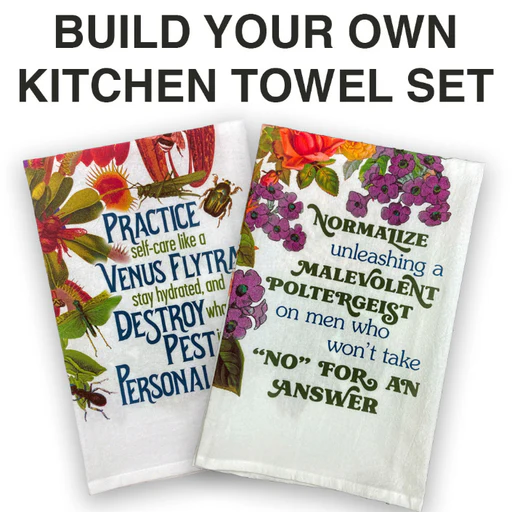 BUILD YOUR OWN
KITCHEN TOWEL SET
PRACTICE
self-care like a
VENUS FLYTRA
stay hydrated, and
DESTROY who
PEST
PERSONAL
NORMALIZE
unleashing a
MALEVOLENT
POLTERGEIST
on men who
won't take
“NO” FOR AN
ANSWER